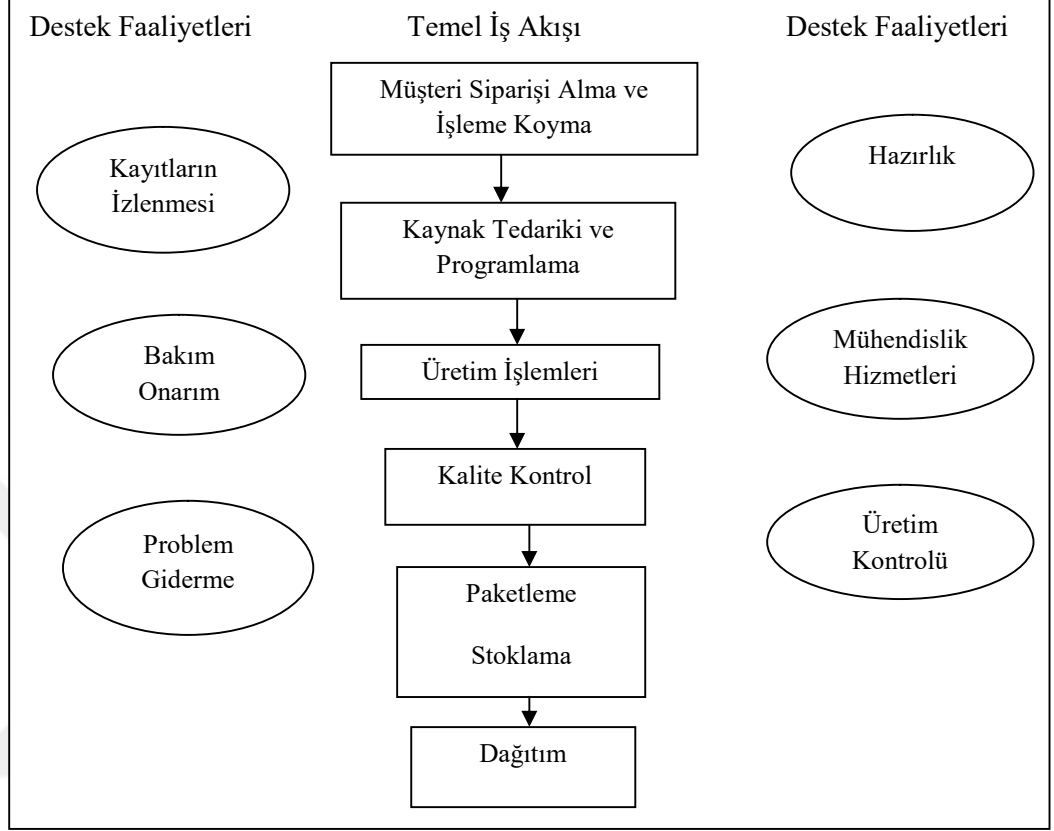 Destek Faaliyetleri
Temel İş Akışı
Destek Faaliyetleri
Müşteri Siparişi Alma ve
İşleme Koyma
Kayıtların
İzlenmesi
Hazırlık
Kaynak Tedariki ve
Programlama
Bakım
Onarım
Üretim İşlemleri
Mühendislik
Hizmetleri
Kalite Kontrol
Problem
Giderme
Üretim
Kontrolü
Paketleme
Stoklama
Dağıtım